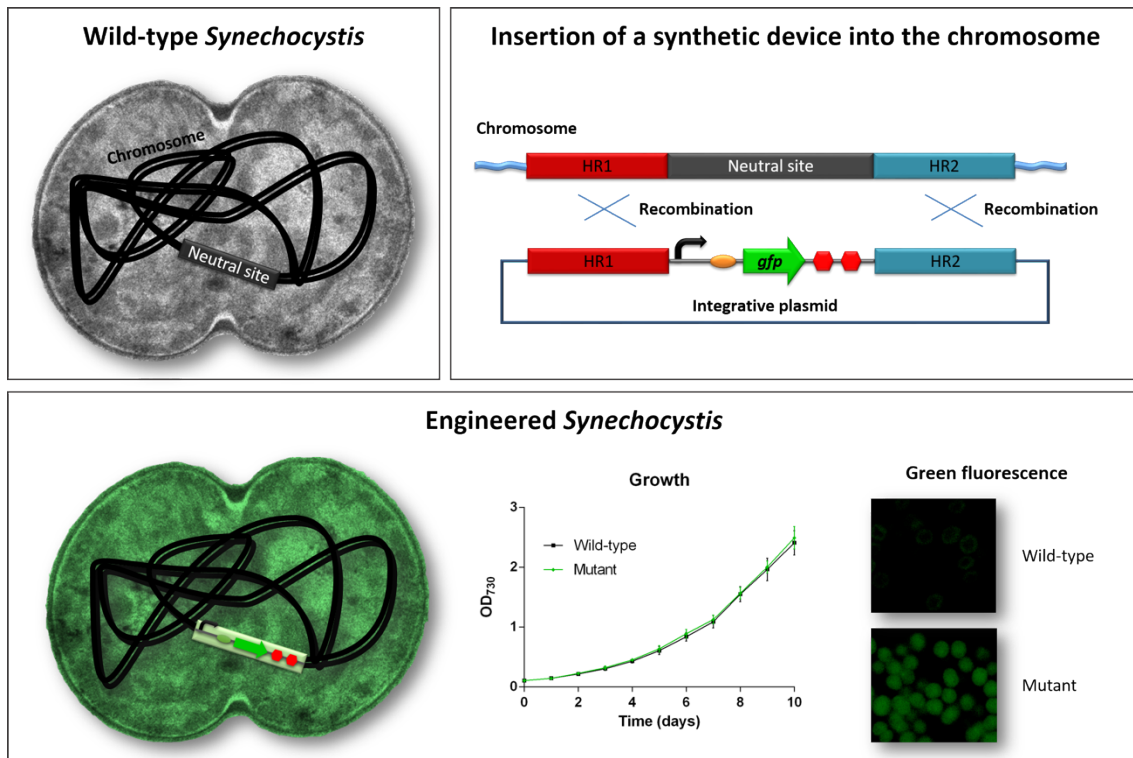 Wild-type Synechocystis
Chromosome
Neutral site
Insertion of a synthetic device into the chromosome
Chromosome
HR1
Neutral site
HR2
Recombination
Recombination
HR1
gfp
HR2
Integrative plasmid
Engineered Synechocystis
Growth
3
2
1
0
OD730
Wild-type
Mutant
0 2 4 6 8 10
Time (days)
Green fluorescence
Wild-type
Mutant